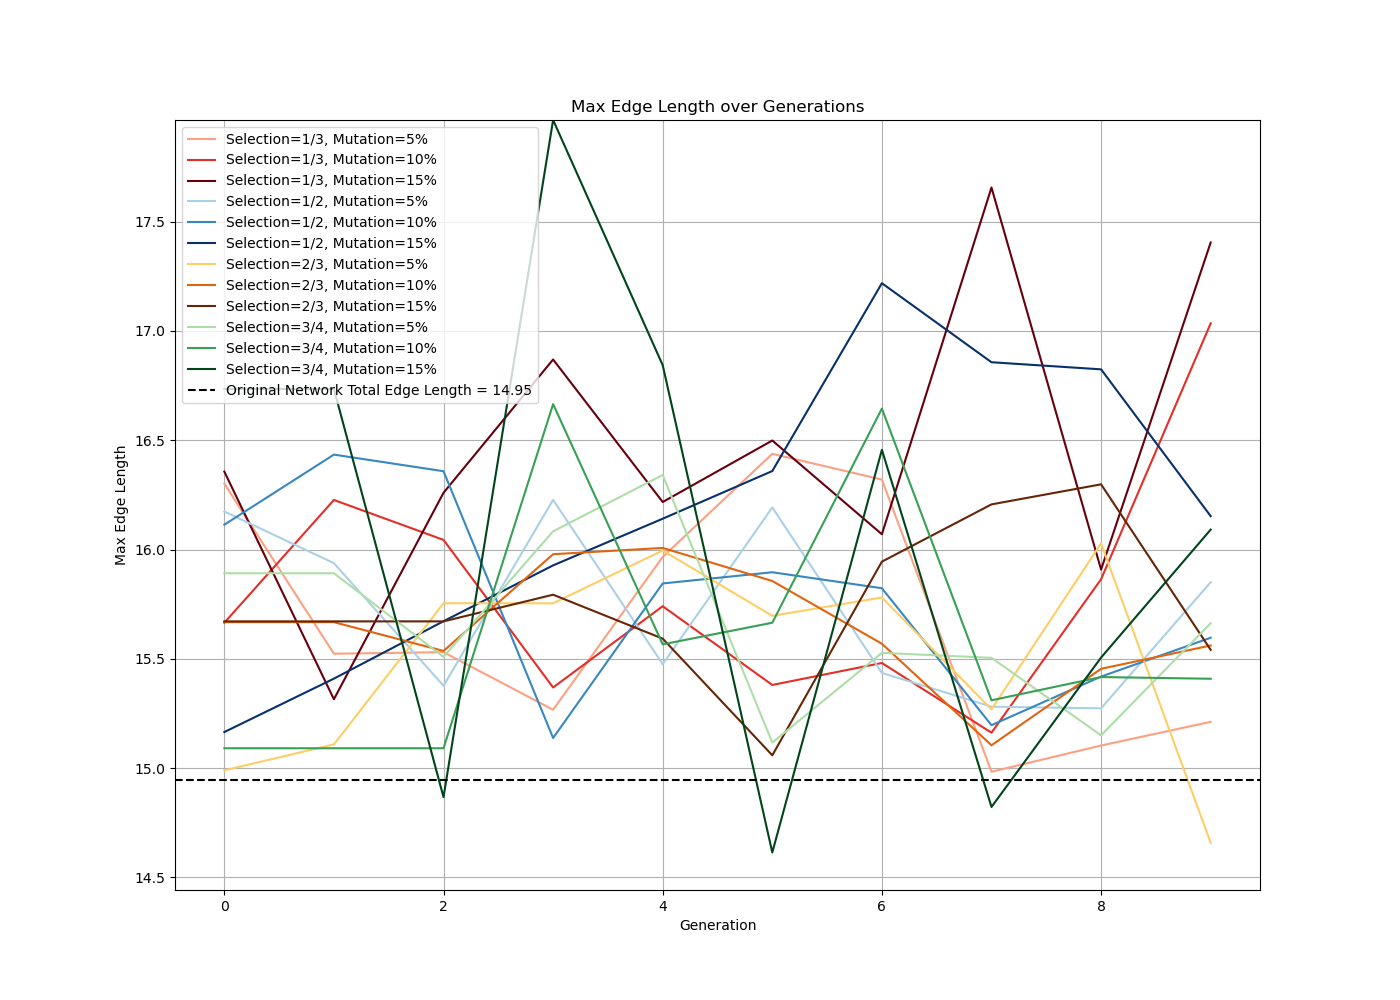 Max Edge Length over Generations
Selection=1/3, Mutation=5%
Selection=1/3, Mutation=10%
Selection=1/3, Mutation=15%
Selection=1/2, Mutation=5%
Selection=1/2, Mutation=10%
Selection=1/2, Mutation=15%
Selection=2/3, Mutation=5%
Selection=2/3, Mutation=10%
Selection=2/3, Mutation=15%
Selection=3/4, Mutation=5%
Selection=3/4, Mutation=10%
Selection=3/4, Mutation=15%
Original Network Total Edge Length = 14.95
Max Edge Length
17.5
17.0
16.5
16.0
15.5
15.0
14.5
0 2 4 6 8
Generation